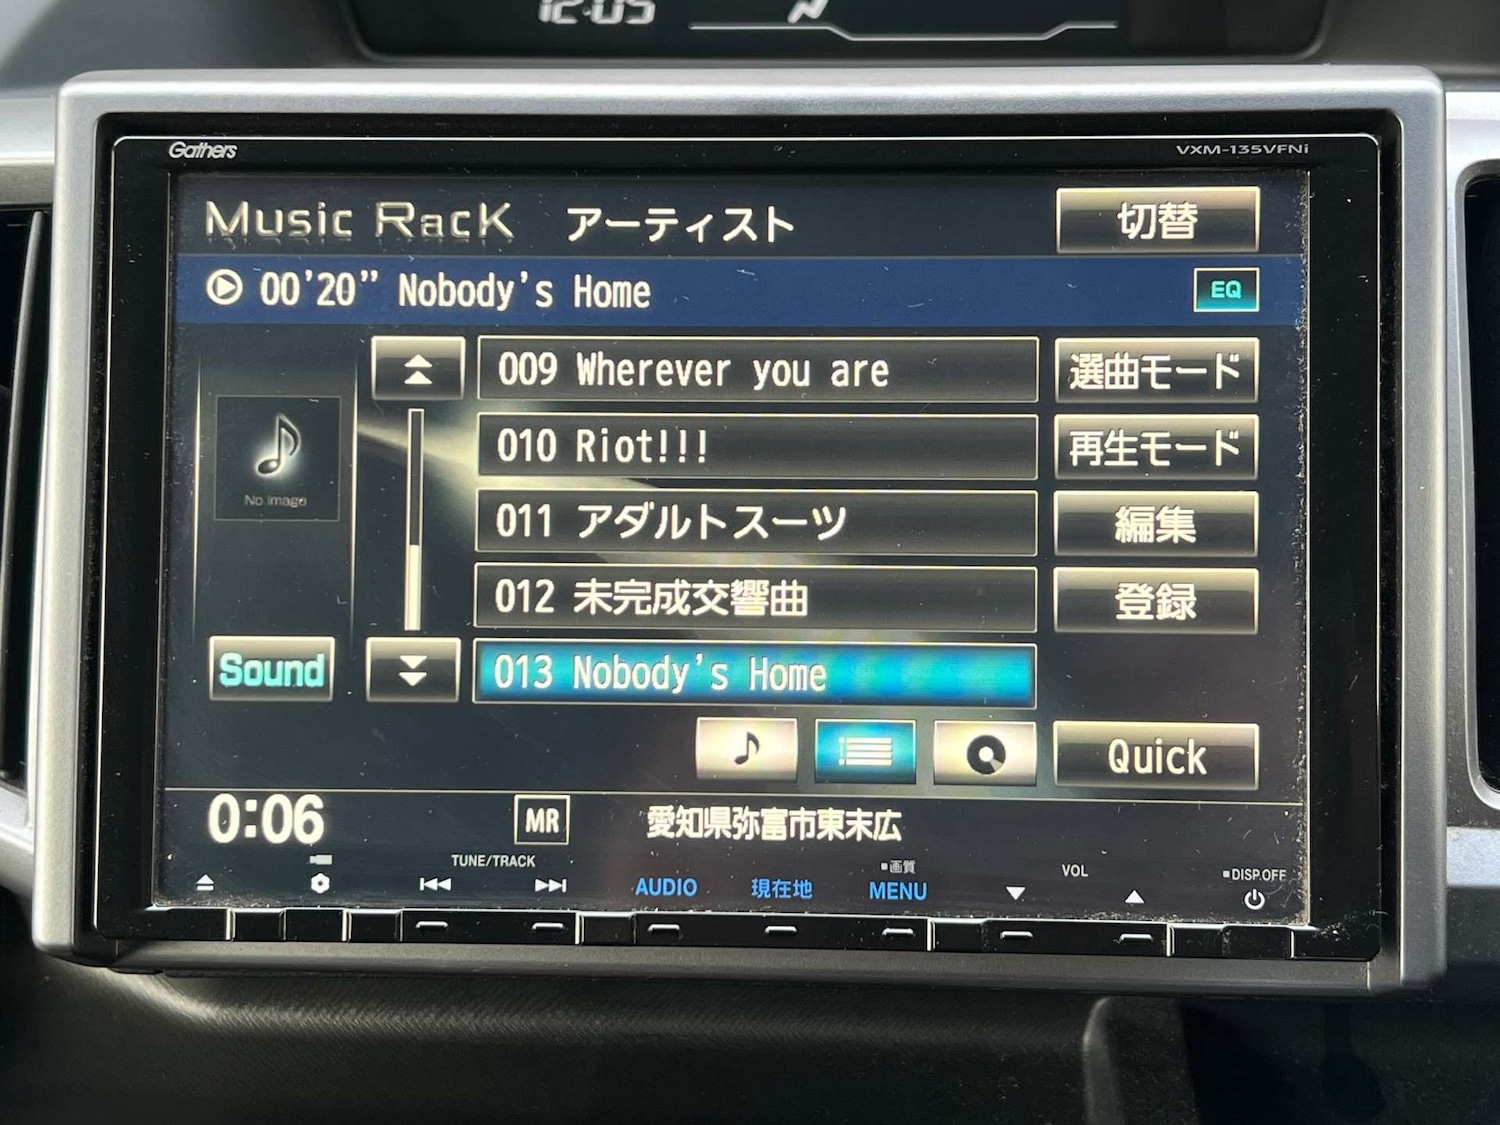 12:05
Gathers VXM-135VFNi
Music Rack アーティスト 切替
00'20" Nobody's Home EQ
009 Wherever you are 選曲モード
010 Riot!!! 再生モード
011 アダルトスーツ 編集
No Image
012 未完成交響曲 登録
Sound 013 Nobody's Home
Quick
0:06 MR 愛知県弥富市東末広
TUNE/TRACK AUDIO 現在地 ■画質 MENU VOL ■DISP.OFF